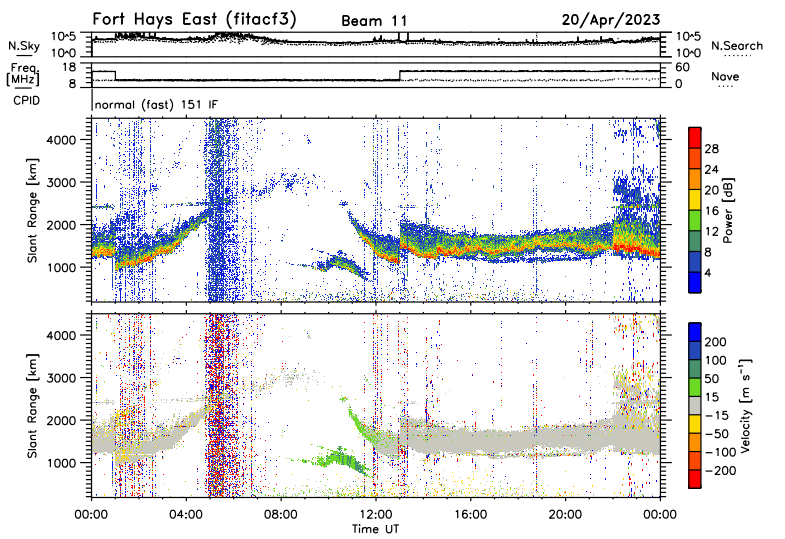 Fort Hays East (fitacf3) Beam 11 20/Apr/2023
N.Sky 10^-5 10^0 10^-5 10^0 N.Search
Freq. [MHz] 18 8 60 0 Nave
CPID normal (fast) 151 IF
Slant Range [km] 4000 3000 2000 1000
28 24 20 16 12 8 4 Power [dB]
Slant Range [km] 4000 3000 2000 1000
200 100 50 15 -15 -50 -100 -200 Velocity [m s^-1]
00:00 04:00 08:00 12:00 16:00 20:00 00:00
Time UT